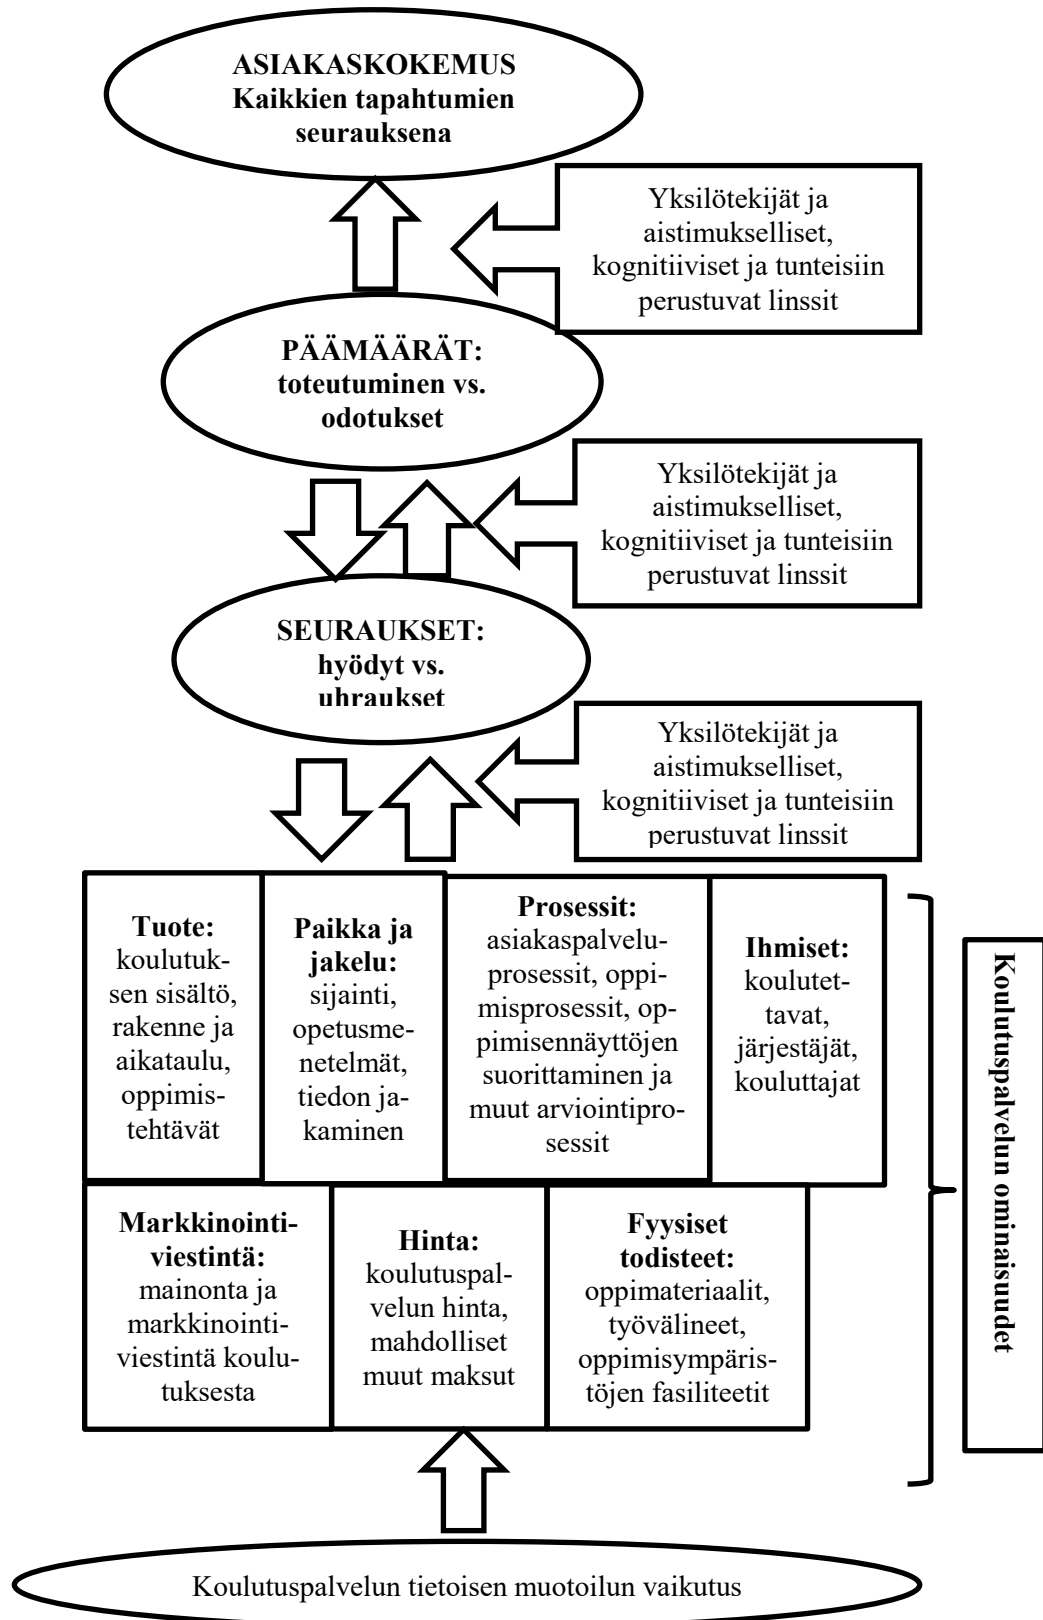 ASIAKASKOKEMUS
Kaikkien tapahtumien
seurauksena
Yksilötekijät ja
aistimukselliset,
kognitiiviset ja tunteisiin
perustuvat linssit
PÄÄMÄÄRÄT:
toteutuminen vs.
odotukset
Yksilötekijät ja
aistimukselliset,
kognitiiviset ja tunteisiin
perustuvat linssit
SEURAUKSET:
hyödyt vs.
uhraukset
Yksilötekijät ja
aistimukselliset,
kognitiiviset ja tunteisiin
perustuvat linssit
Tuote:
koulutuk-
sen sisältö,
rakenne ja
aikataulu,
oppimis-
tehtävät
Paikka ja
jakelu:
sijainti,
opetusme-
netelmät,
tiedon ja-
kaminen
Prosessit:
asiakaspalvelu-
prosessit, oppi-
misprosessit, op-
pimisennäyttöjen
suorittaminen ja
muut arviointipro-
sessit
Ihmiset:
koulutet-
tavat,
järjestäjät,
kouluttajat
Koulutuspalvelun ominaisuudet
Markkinointi-
viestintä:
mainonta ja
markkinointi-
viestintä koulu-
tuksesta
Hinta:
koulutuspal-
velun hinta,
mahdolliset
muut maksut
Fyysiset
todisteet:
oppimateriaalit,
työvälineet,
oppimisympäris-
töjen fasiliteetit
Koulutuspalvelun tietoisen muotoilun vaikutus